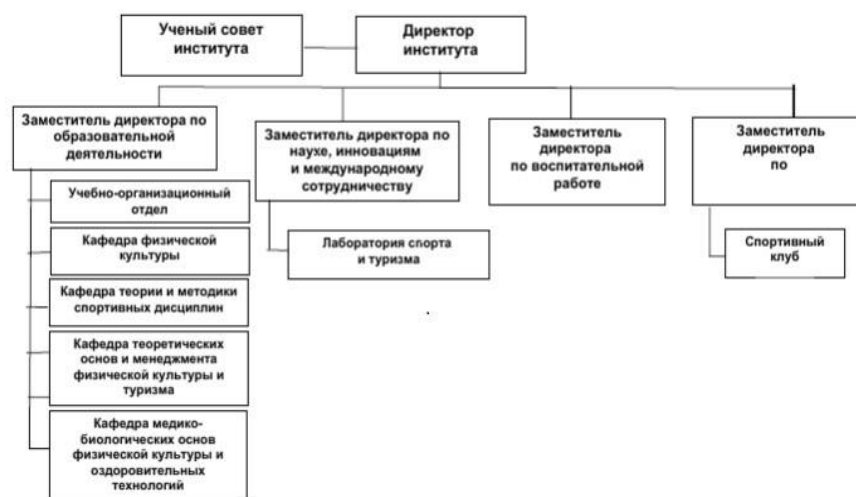 Ученый совет
института
Директор
института
Заместитель директора по
образовательной
деятельности
Заместитель директора по
науке, инновациям
и международному
сотрудничеству
Заместитель
директора
по воспитательной
работе
Заместитель
директора
по
Учебно-организационный
отдел
Кафедра физической
культуры
Кафедра теории и методики
спортивных дисциплин
Кафедра теоретических
основ и менеджмента
физической культуры и
туризма
Кафедра медико-
биологических основ
физической культуры и
оздоровительных
технологий
Лаборатория спорта
и туризма
Спортивный
клуб